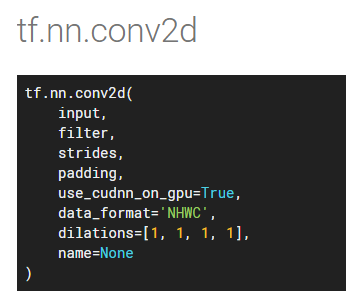 tf.nn.conv2d
tf.nn.conv2d(
    input,
    filter,
    strides,
    padding,
    use_cudnn_on_gpu=True,
    data_format='NHWC',
    dilations=[1, 1, 1, 1],
    name=None
)